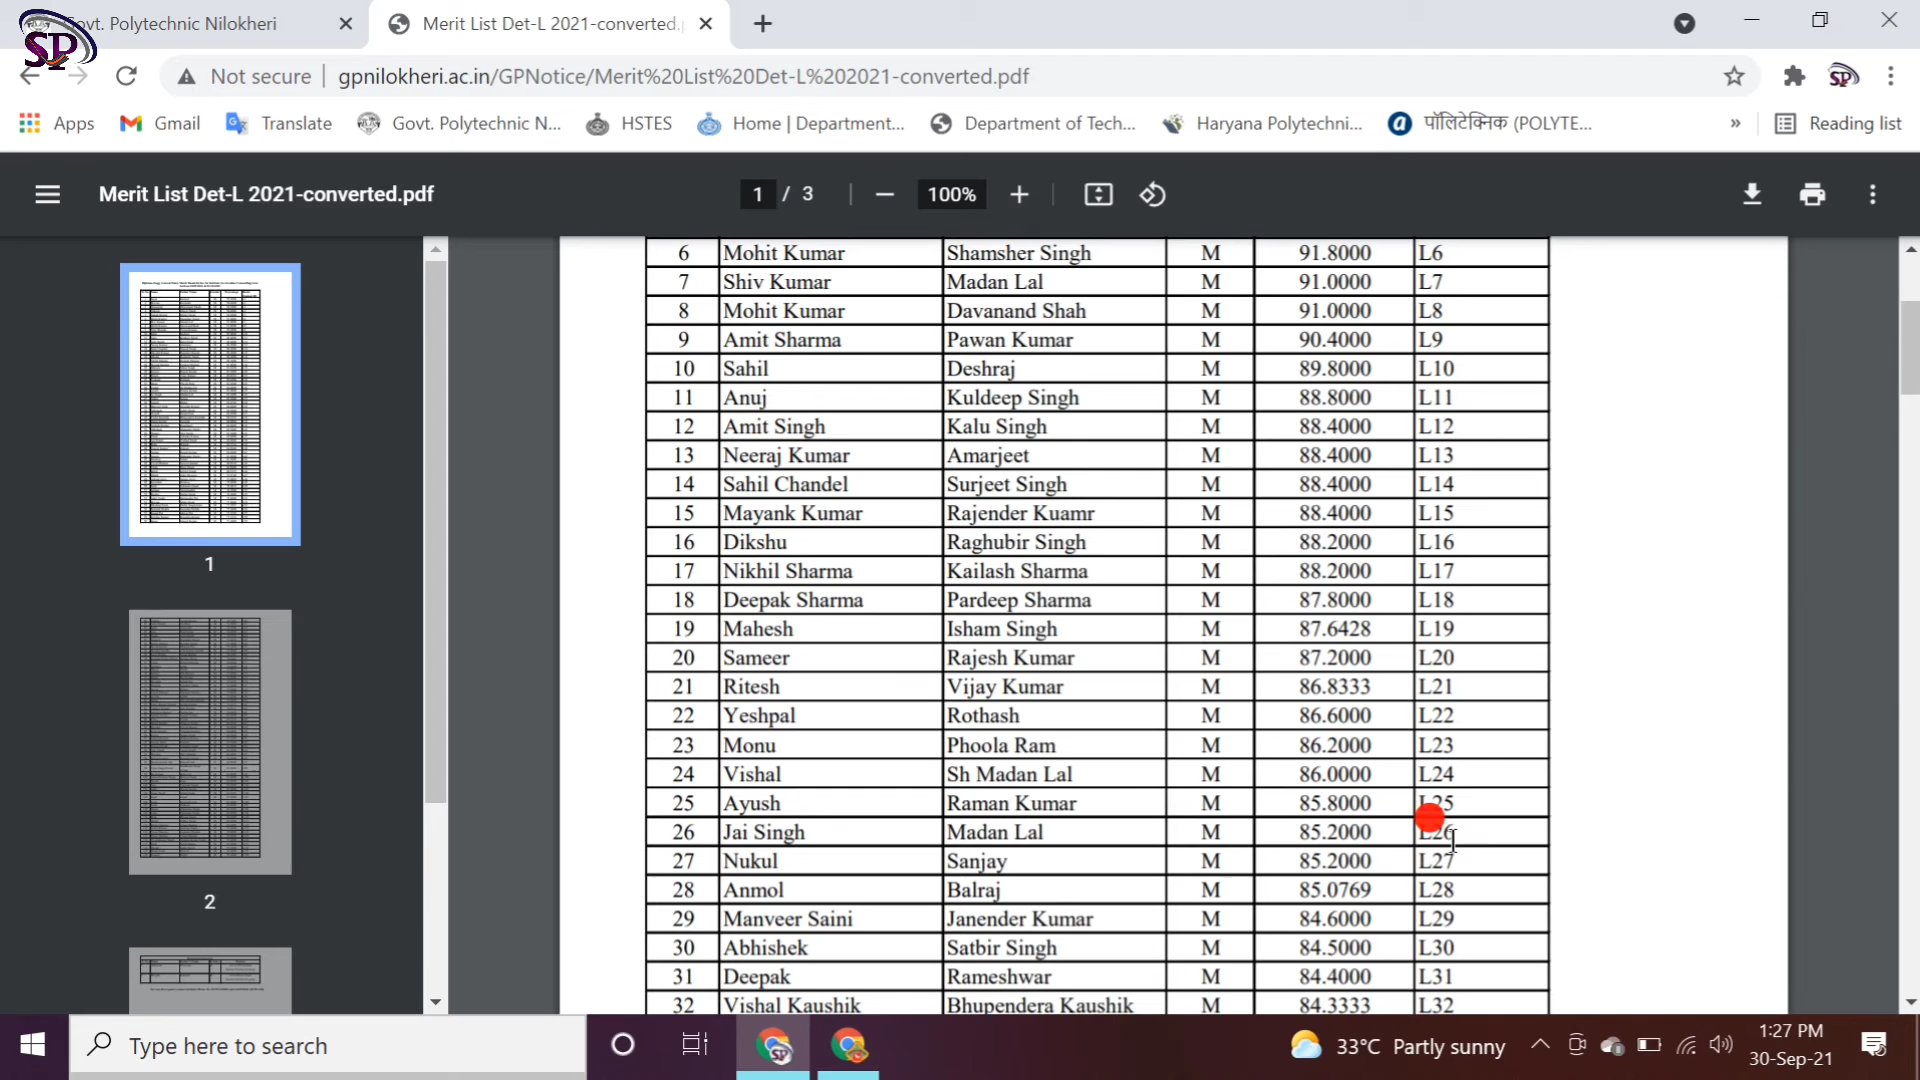 SP
Govt. Polytechnic Nilokheri
Merit List Det-L 2021-converted.
Not secure
gpnilokheri.ac.in/GPNotice/Merit%20List%20Det-L%202021-converted.pdf
SP
Apps
Gmail
Translate
Govt. Polytechnic N...
HSTES
Home | Department...
Department of Tech...
Haryana Polytechni...
पॉलिटेक्निक (POLYTE...
»
Reading list
Merit List Det-L 2021-converted.pdf
1 / 3
100%
6 Mohit Kumar Shamsher Singh M 91.8000 L6
7 Shiv Kumar Madan Lal M 91.0000 L7
8 Mohit Kumar Davanand Shah M 91.0000 L8
9 Amit Sharma Pawan Kumar M 90.4000 L9
10 Sahil Deshraj M 89.8000 L10
11 Anuj Kuldeep Singh M 88.8000 L11
12 Amit Singh Kalu Singh M 88.4000 L12
13 Neeraj Kumar Amarjeet M 88.4000 L13
14 Sahil Chandel Surjeet Singh M 88.4000 L14
15 Mayank Kumar Rajender Kuamr M 88.4000 L15
16 Dikshu Raghubir Singh M 88.2000 L16
17 Nikhil Sharma Kailash Sharma M 88.2000 L17
18 Deepak Sharma Pardeep Sharma M 87.8000 L18
19 Mahesh Isham Singh M 87.6428 L19
20 Sameer Rajesh Kumar M 87.2000 L20
21 Ritesh Vijay Kumar M 86.8333 L21
22 Yeshpal Rothash M 86.6000 L22
23 Monu Phoola Ram M 86.2000 L23
24 Vishal Sh Madan Lal M 86.0000 L24
25 Ayush Raman Kumar M 85.8000 L25
26 Jai Singh Madan Lal M 85.2000 L26
27 Nukul Sanjay M 85.2000 L27
28 Anmol Balraj M 85.0769 L28
29 Manveer Saini Janender Kumar M 84.6000 L29
30 Abhishek Satbir Singh M 84.5000 L30
31 Deepak Rameshwar M 84.4000 L31
32 Vishal Kaushik Bhupendera Kaushik M 84.3333 L32
1
2
Type here to search
33°C Partly sunny
1:27 PM
30-Sep-21